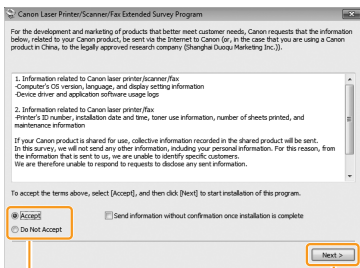 Canon Laser Printer/Scanner/Fax Extended Survey Program
For the development and marketing of products that better meet customer needs, Canon requests that the information
below, related to your Canon product, be sent via the Internet to Canon (or, in the case that you are using a Canon
product in China, to the legally approved research company (Shanghai Duoqu Marketing Inc.)).
1. Information related to Canon laser printer/scanner/fax
-Computer's OS version, language, and display setting information
-Device driver and application software usage logs
2. Information related to Canon laser printer/fax
-Printer's ID number, installation date and time, toner use information, number of sheets printed, and
maintenance information
If your Canon product is shared for use, collective information recorded in the shared product will be sent.
In this survey, we will not send any other information, including your personal information. For this reason, from
the information that is sent to us, we are unable to identify specific customers.
We are therefore unable to respond to requests to disclose any sent information.
To accept the terms above, select [Accept], and then click [Next] to start installation of this program.
Accept
Send information without confirmation once installation is complete
Do Not Accept
Next >